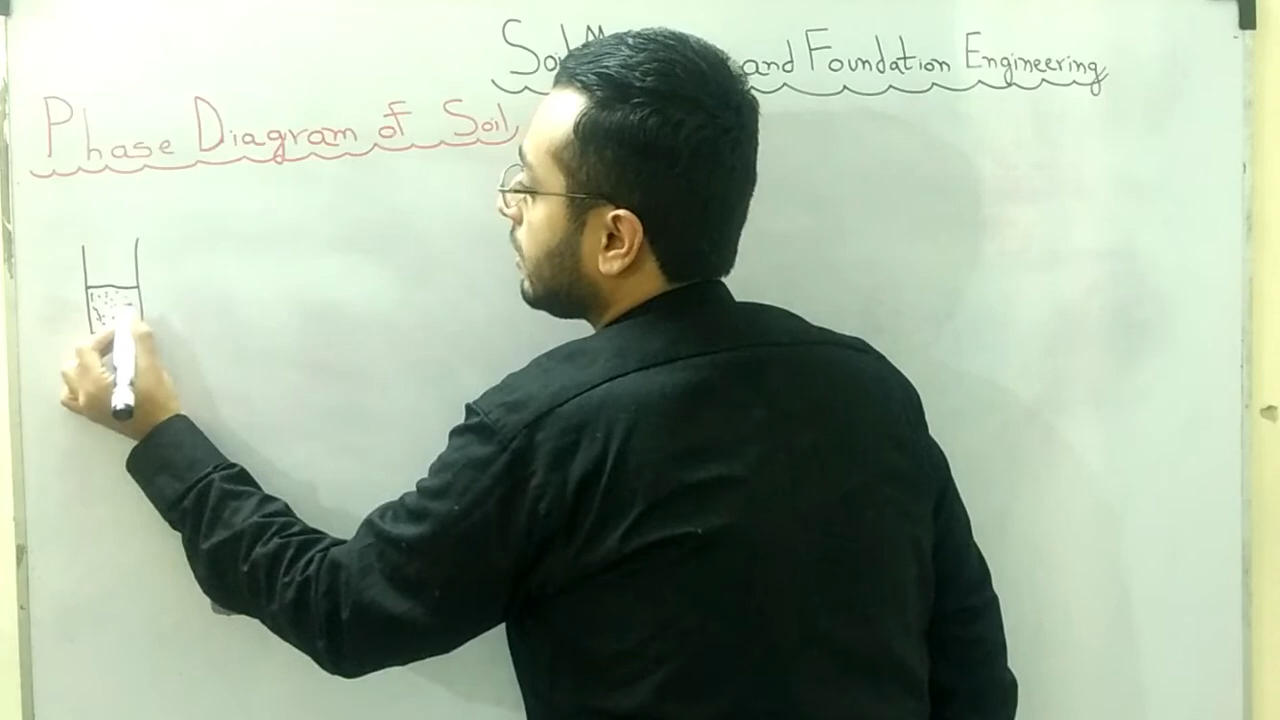 Soil and Foundation Engineering
Phase Diagram of Soil